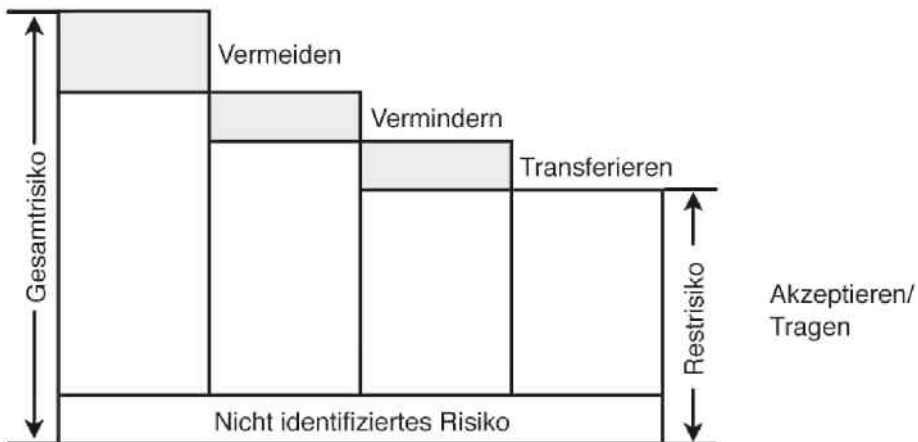 Vermeiden
Vermindern
Transferieren
Gesamtrisiko
Restrisiko
Akzeptieren/
Tragen
Nicht identifiziertes Risiko